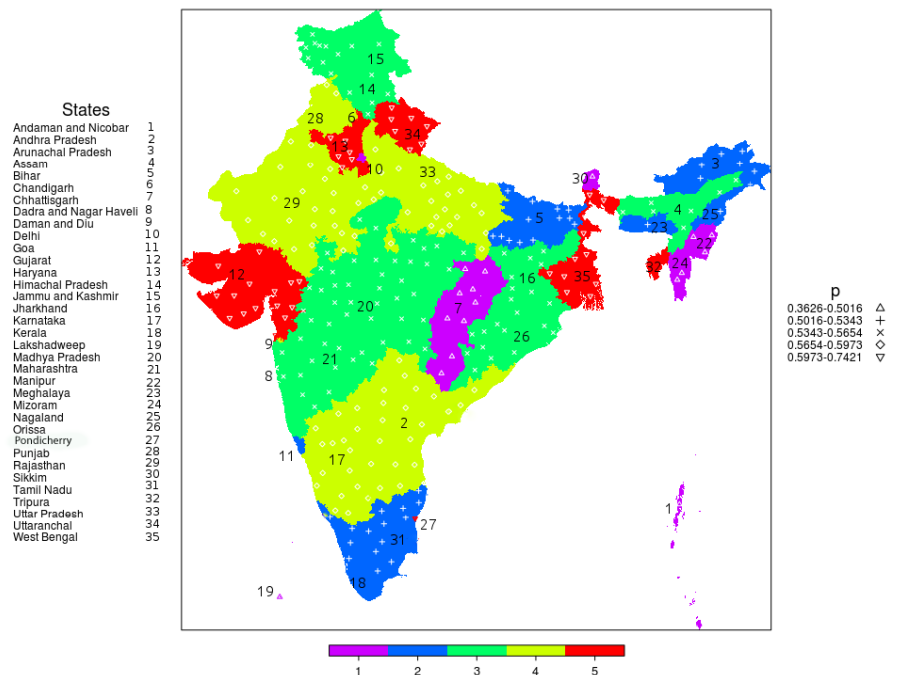 States
Andaman and Nicobar 1
Andhra Pradesh 2
Arunachal Pradesh 3
Assam 4
Bihar 5
Chandigarh 6
Chhattisgarh 7
Dadra and Nagar Haveli 8
Daman and Diu 9
Delhi 10
Goa 11
Gujarat 12
Haryana 13
Himachal Pradesh 14
Jammu and Kashmir 15
Jharkhand 16
Karnataka 17
Kerala 18
Lakshadweep 19
Madhya Pradesh 20
Maharashtra 21
Manipur 22
Meghalaya 23
Mizoram 24
Nagaland 25
Orissa 26
Pondicherry 27
Punjab 28
Rajasthan 29
Sikkim 30
Tamil Nadu 31
Tripura 32
Uttar Pradesh 33
Uttaranchal 34
West Bengal 35
15
14
28 6
34
13
10 33
30
3
29
5
4
25
23
22
12
24
32
16
35
20
7
26
9
21
8
2
11
17
1
27
31
18
19
p
0.3626-0.5016
0.5016-0.5343
0.5343-0.5654
0.5654-0.5973
0.5973-0.7421
1 2 3 4 5